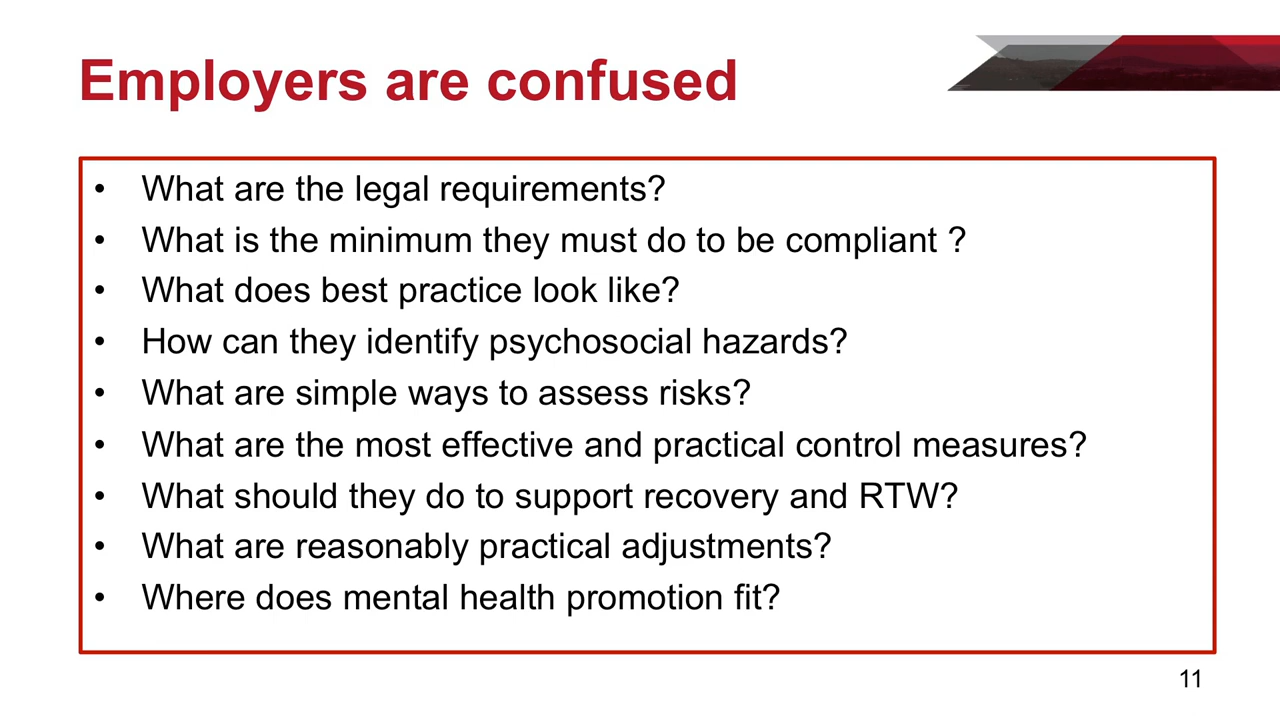 Employers are confused
• What are the legal requirements?
• What is the minimum they must do to be compliant ?
• What does best practice look like?
• How can they identify psychosocial hazards?
• What are simple ways to assess risks?
• What are the most effective and practical control measures?
• What should they do to support recovery and RTW?
• What are reasonably practical adjustments?
• Where does mental health promotion fit?
11